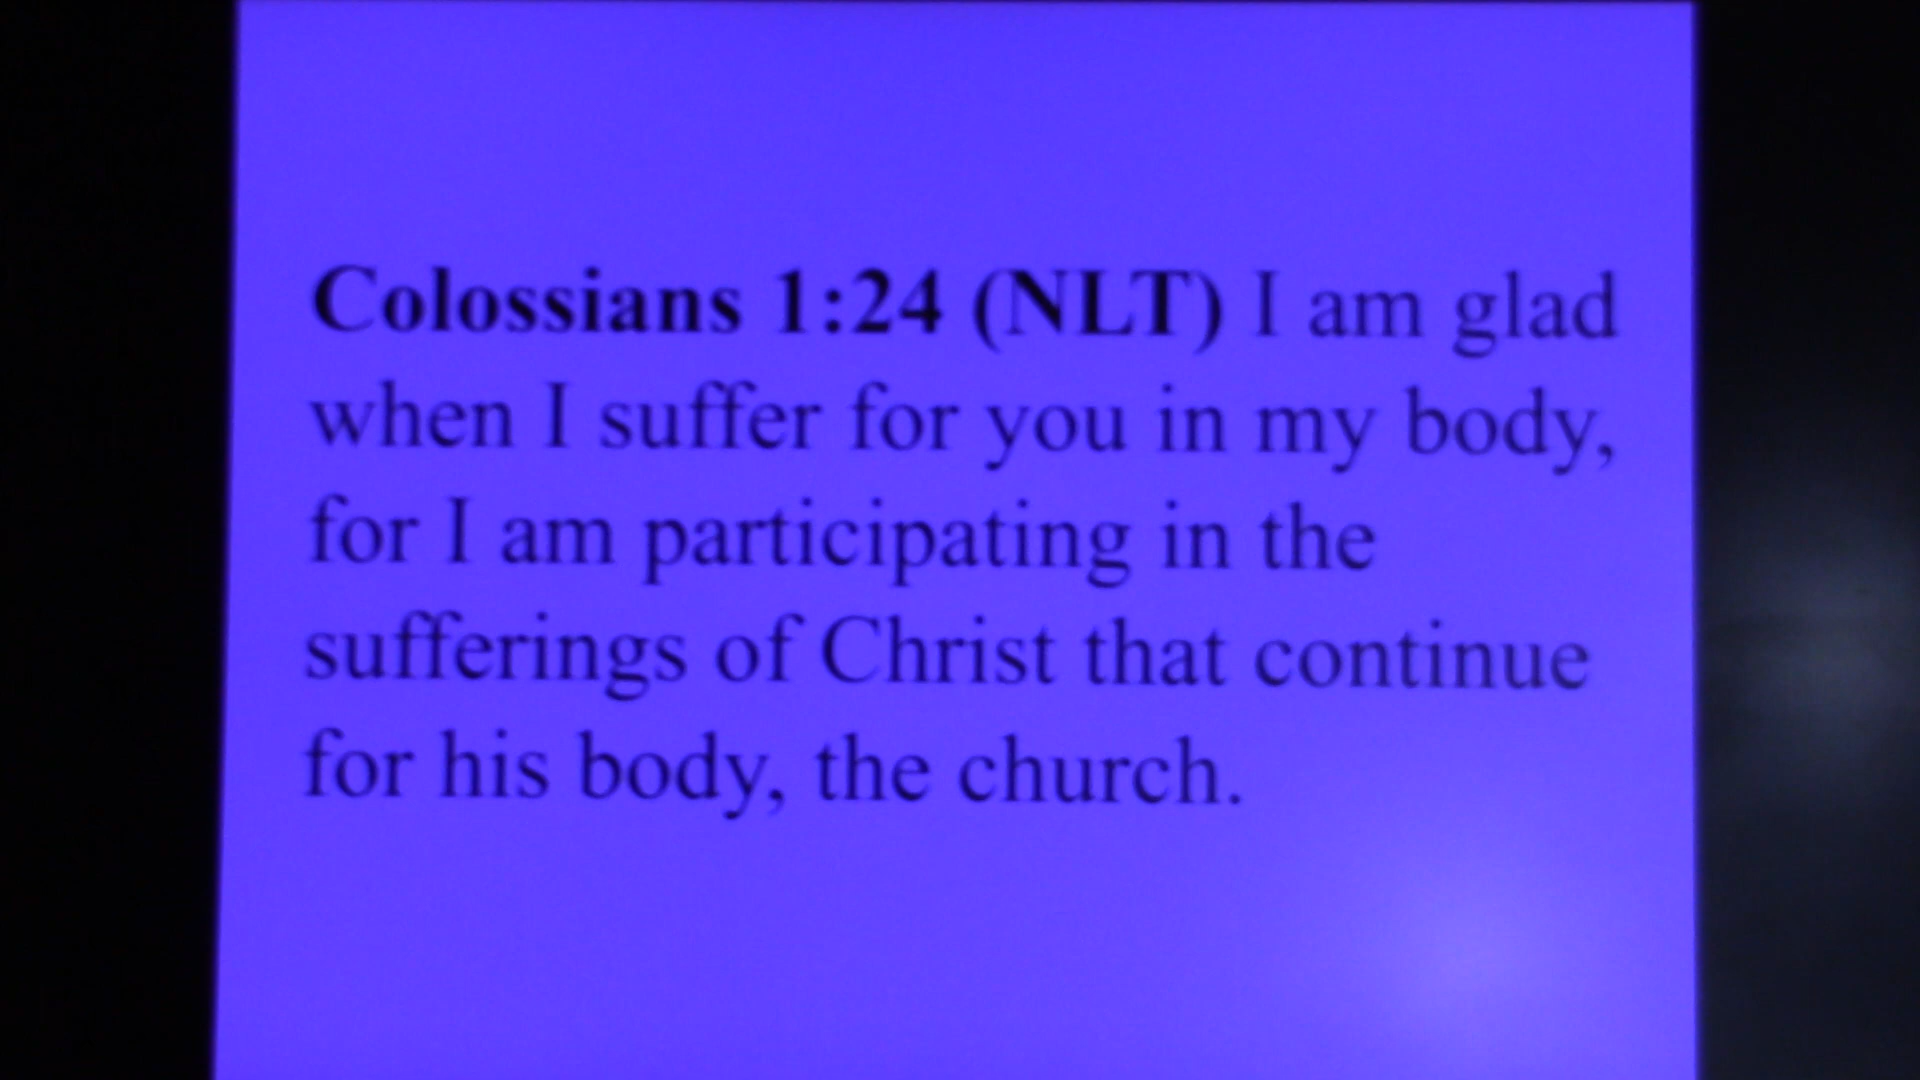 Colossians 1:24 (NLT) I am glad
when I suffer for you in my body,
for I am participating in the
sufferings of Christ that continue
for his body, the church.